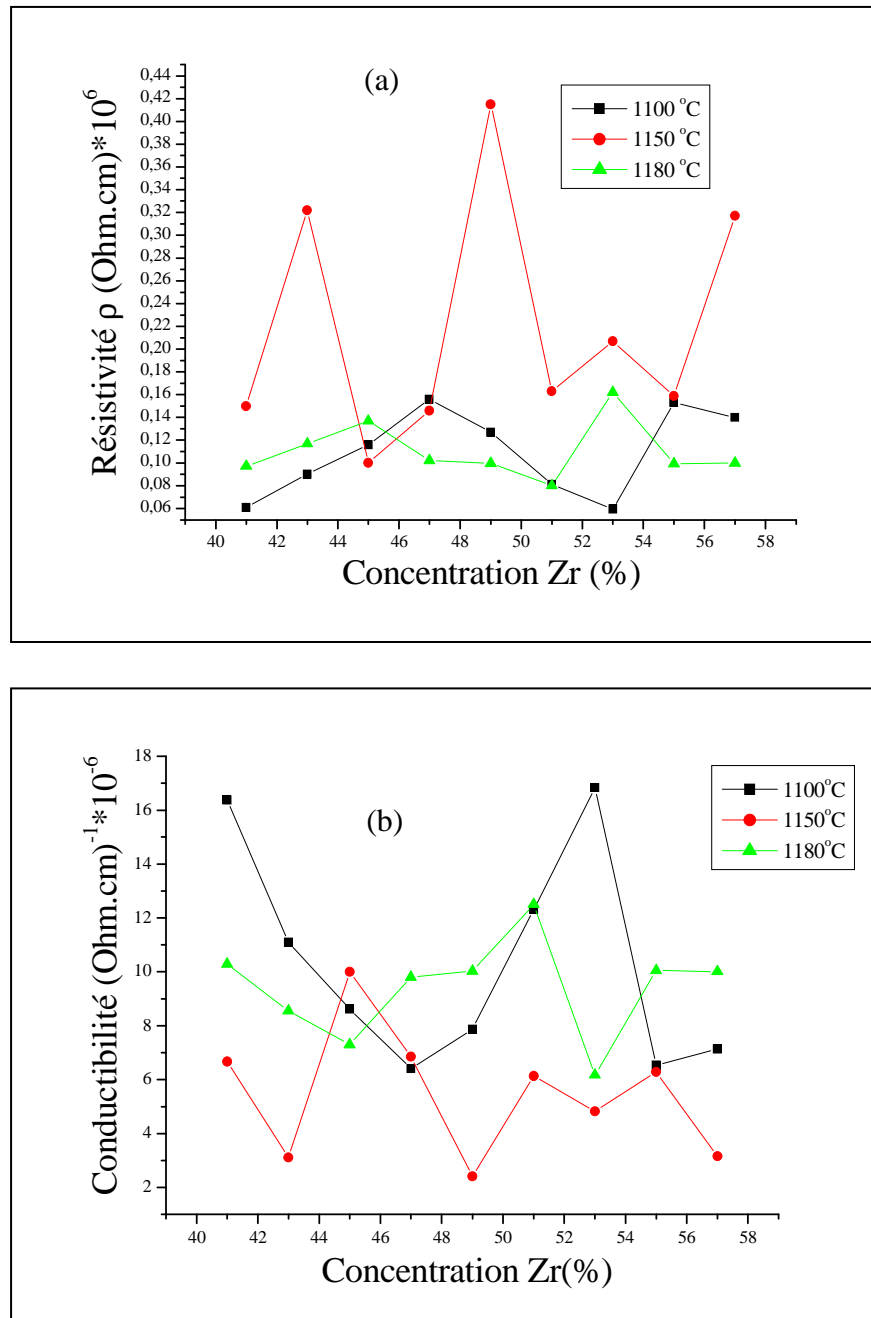 (a)
1100 °C
1150 °C
1180 °C
0,44
0,42
0,40
0,38
0,36
0,34
0,32
0,30
0,28
0,26
0,24
0,22
0,20
0,18
0,16
0,14
0,12
0,10
0,08
0,06
Résistivité ρ (Ohm.cm)*10⁶
40 42 44 46 48 50 52 54 56 58
Concentration Zr (%)
(b)
1100°C
1150°C
1180°C
18
16
14
12
10
8
6
4
2
Conductibilité (Ohm.cm)⁻¹*10⁻⁶
40 42 44 46 48 50 52 54 56 58
Concentration Zr(%)